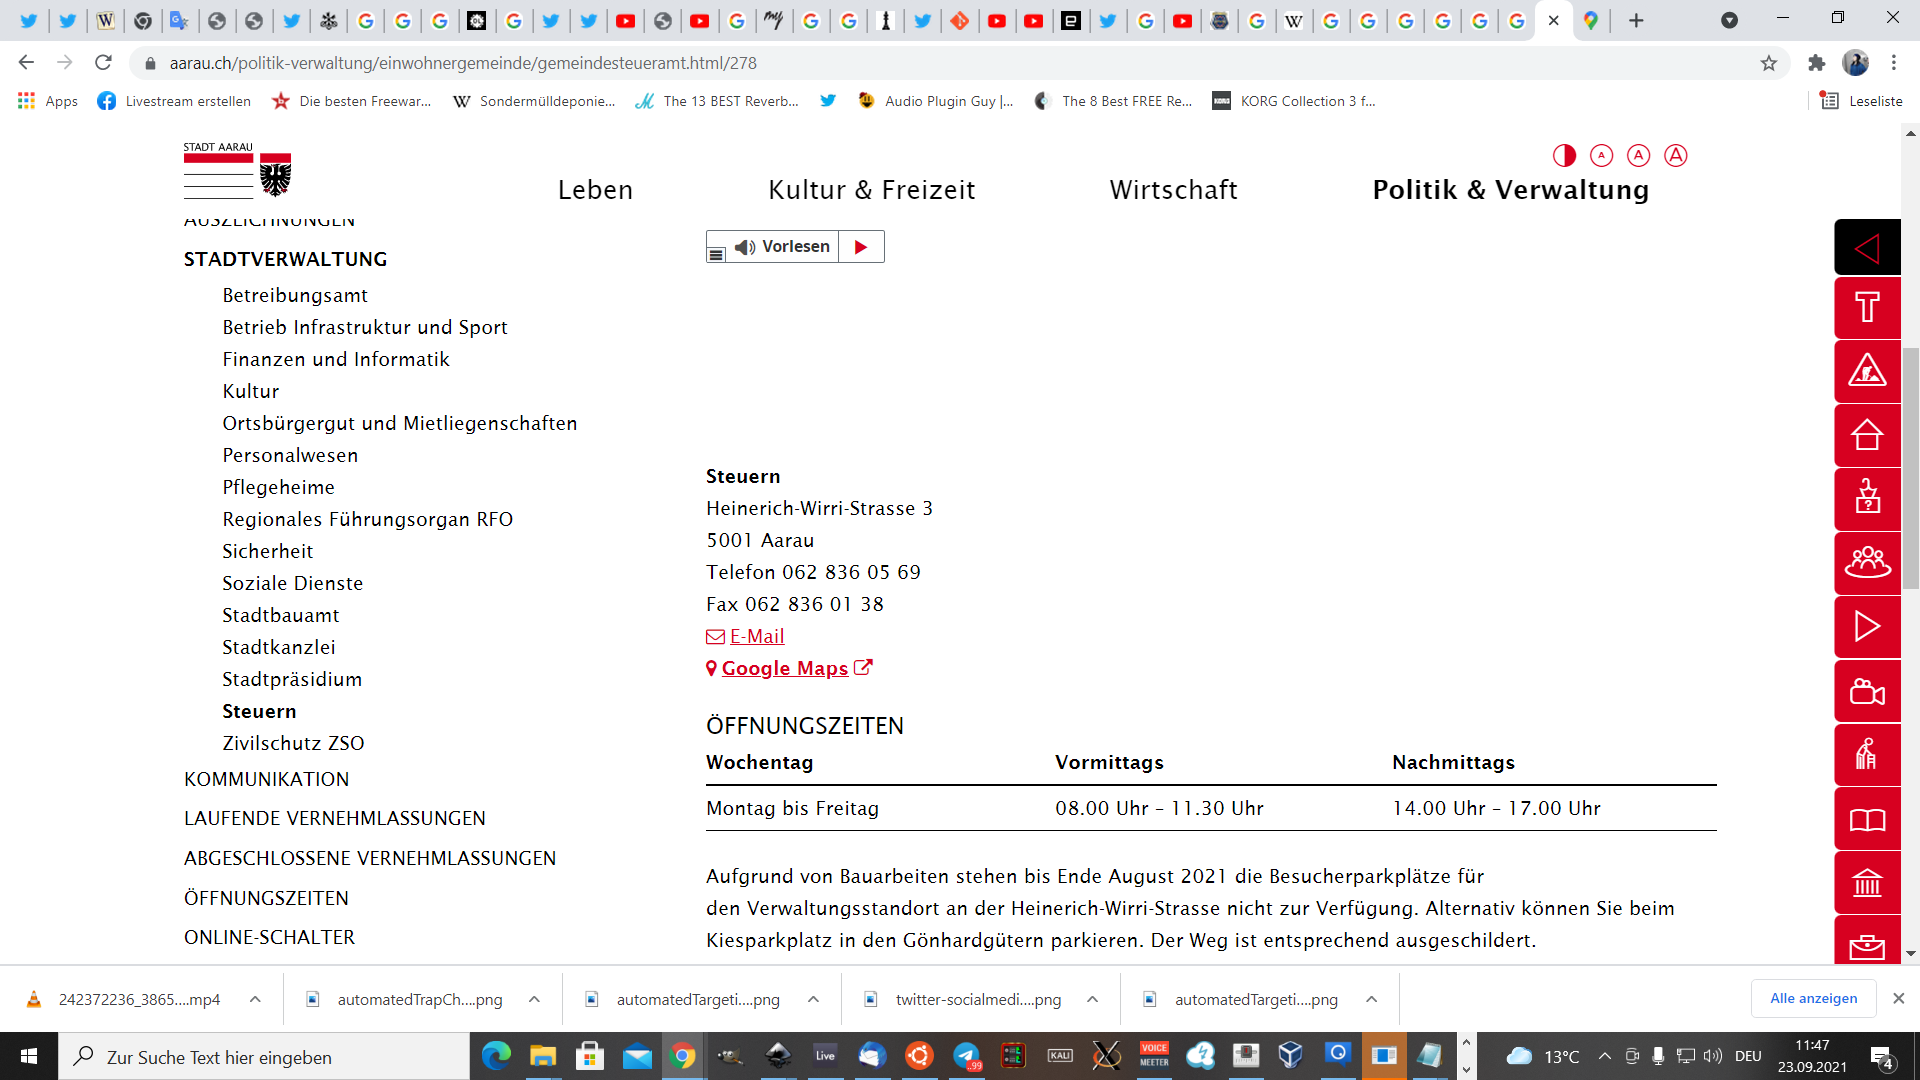 aarau.ch/politik-verwaltung/einwohnergemeinde/gemeindesteueramt.html/278
Apps
Livestream erstellen
Die besten Freewar...
Sondermülldeponie...
The 13 BEST Reverb...
Audio Plugin Guy |...
The 8 Best FREE Re...
KORG Collection 3 f...
Leseliste
STADT AARAU
Leben
Kultur & Freizeit
Wirtschaft
Politik & Verwaltung
AUSZEICHNUNGEN
STADTVERWALTUNG
Betreibungsamt
Betrieb Infrastruktur und Sport
Finanzen und Informatik
Kultur
Ortsbürgergut und Mietliegenschaften
Personalwesen
Pflegeheime
Regionales Führungsorgan RFO
Sicherheit
Soziale Dienste
Stadtbauamt
Stadtkanzlei
Stadtpräsidium
Steuern
Zivilschutz ZSO
KOMMUNIKATION
LAUFENDE VERNEHMLASSUNGEN
ABGESCHLOSSENE VERNEHMLASSUNGEN
ÖFFNUNGSZEITEN
ONLINE-SCHALTER
Vorlesen
Steuern
Heinerich-Wirri-Strasse 3
5001 Aarau
Telefon 062 836 05 69
Fax 062 836 01 38
E-Mail
Google Maps
ÖFFNUNGSZEITEN
Wochentag Vormittags Nachmittags
Montag bis Freitag 08.00 Uhr – 11.30 Uhr 14.00 Uhr – 17.00 Uhr
Aufgrund von Bauarbeiten stehen bis Ende August 2021 die Besucherparkplätze für
den Verwaltungsstandort an der Heinerich-Wirri-Strasse nicht zur Verfügung. Alternativ können Sie beim
Kiesparkplatz in den Gönhardgütern parkieren. Der Weg ist entsprechend ausgeschildert.
242372236_3865....mp4
automatedTrapCh....png
automatedTargeti....png
twitter-socialmedi....png
automatedTargeti....png
Alle anzeigen
Zur Suche Text hier eingeben
Live
..99
KALI
VOICE
MEETER
13°C
DEU
11:47
23.09.2021
4